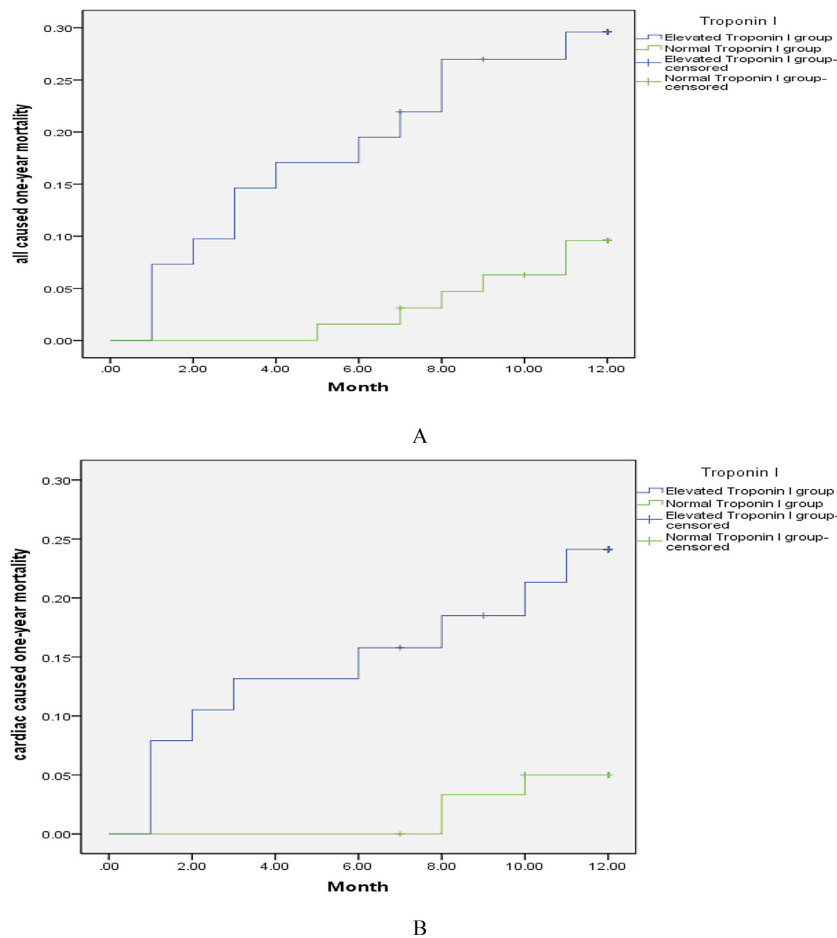 Troponin I
Elevated Troponin I group
Normal Troponin I group
Elevated Troponin I group-
censored
Normal Troponin I group-
censored
all caused one-year mortality
0.30
0.25
0.20
0.15
0.10
0.05
0.00
.00 2.00 4.00 6.00 8.00 10.00 12.00
Month
A
Troponin I
Elevated Troponin I group
Normal Troponin I group
Elevated Troponin I group-
censored
Normal Troponin I group-
censored
cardiac caused one-year mortality
0.30
0.25
0.20
0.15
0.10
0.05
0.00
.00 2.00 4.00 6.00 8.00 10.00 12.00
Month
B